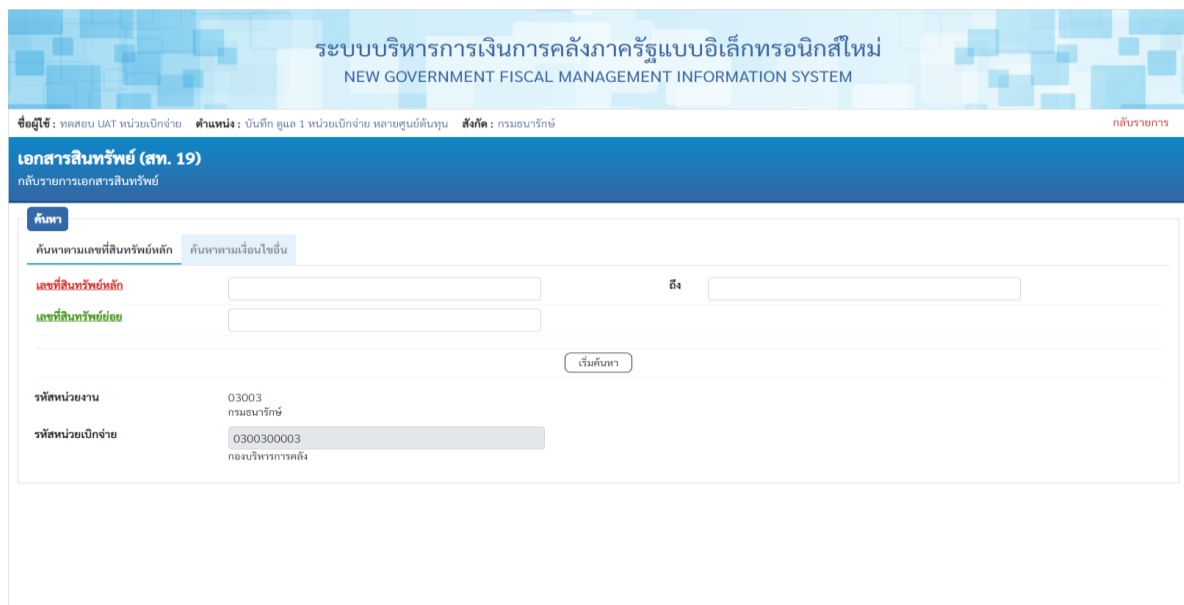 ระบบบริหารการเงินการคลังภาครัฐแบบอิเล็กทรอนิกส์ใหม่
NEW GOVERNMENT FISCAL MANAGEMENT INFORMATION SYSTEM
ชื่อผู้ใช้ : ทดสอบ UAT หน่วยเบิกจ่าย ตำแหน่ง : บันทึก ดูแล 1 หน่วยเบิกจ่าย หลายศูนย์ต้นทุน สังกัด : กรมธนารักษ์ กลับรายการ
เอกสารสินทรัพย์ (สท. 19)
กลับรายการเอกสารสินทรัพย์
ค้นหา
ค้นหาตามเลขที่สินทรัพย์หลัก ค้นหาตามเงื่อนไขอื่น
เลขที่สินทรัพย์หลัก ถึง
เลขที่สินทรัพย์ย่อย
เริ่มค้นหา
รหัสหน่วยงาน 03003
กรมธนารักษ์
รหัสหน่วยเบิกจ่าย 0300300003
กองบริหารการคลัง